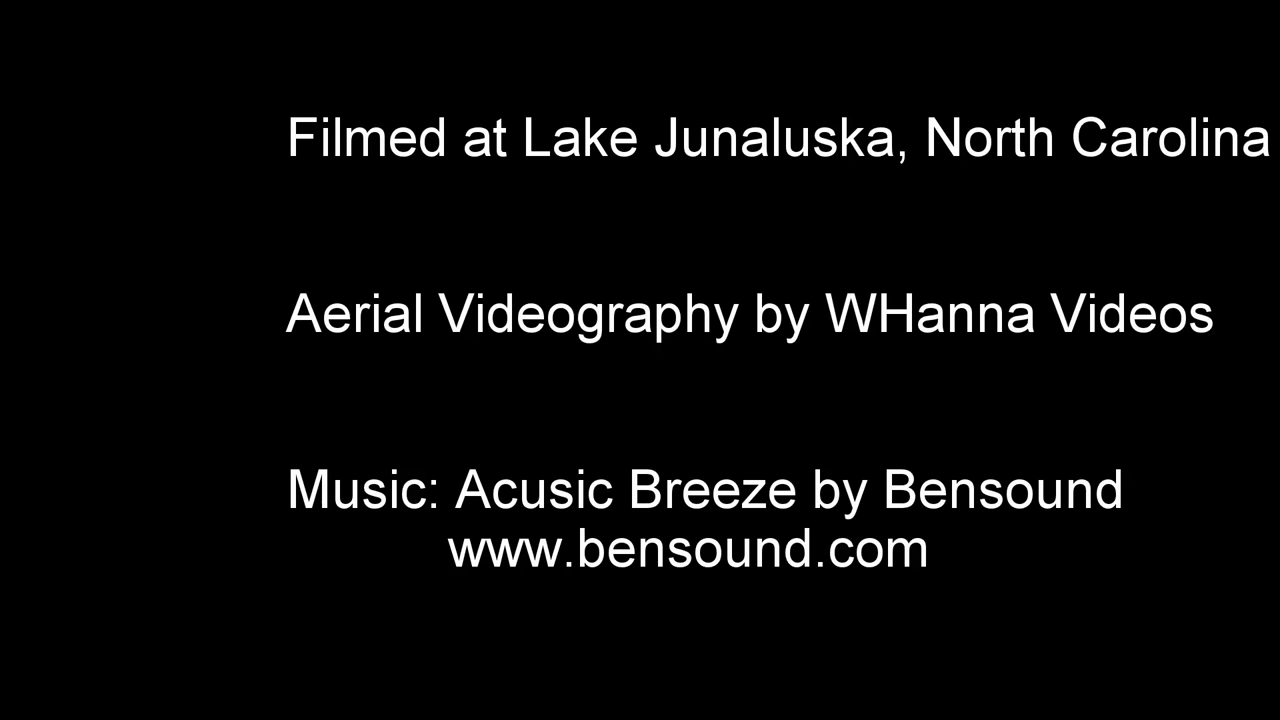 Filmed at Lake Junaluska, North Carolina
Aerial Videography by WHanna Videos
Music: Acusic Breeze by Bensound
www.bensound.com